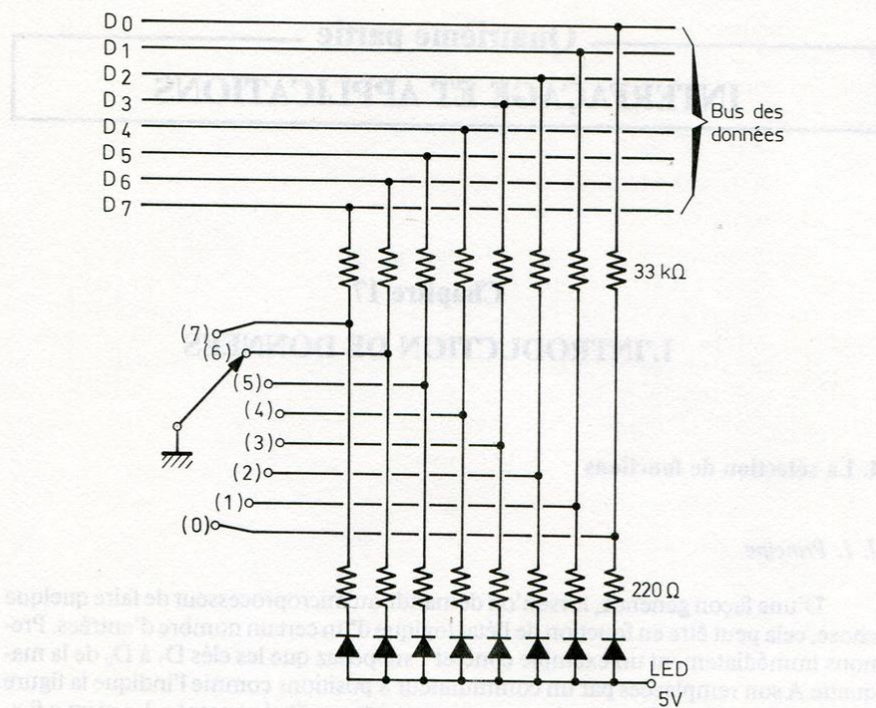 D0
D1
D2
D3
D4
D5
D6
D7
Bus des
données
33 kΩ
(7)
(6)
(5)
(4)
(3)
(2)
(1)
(0)
220 Ω
LED
5V